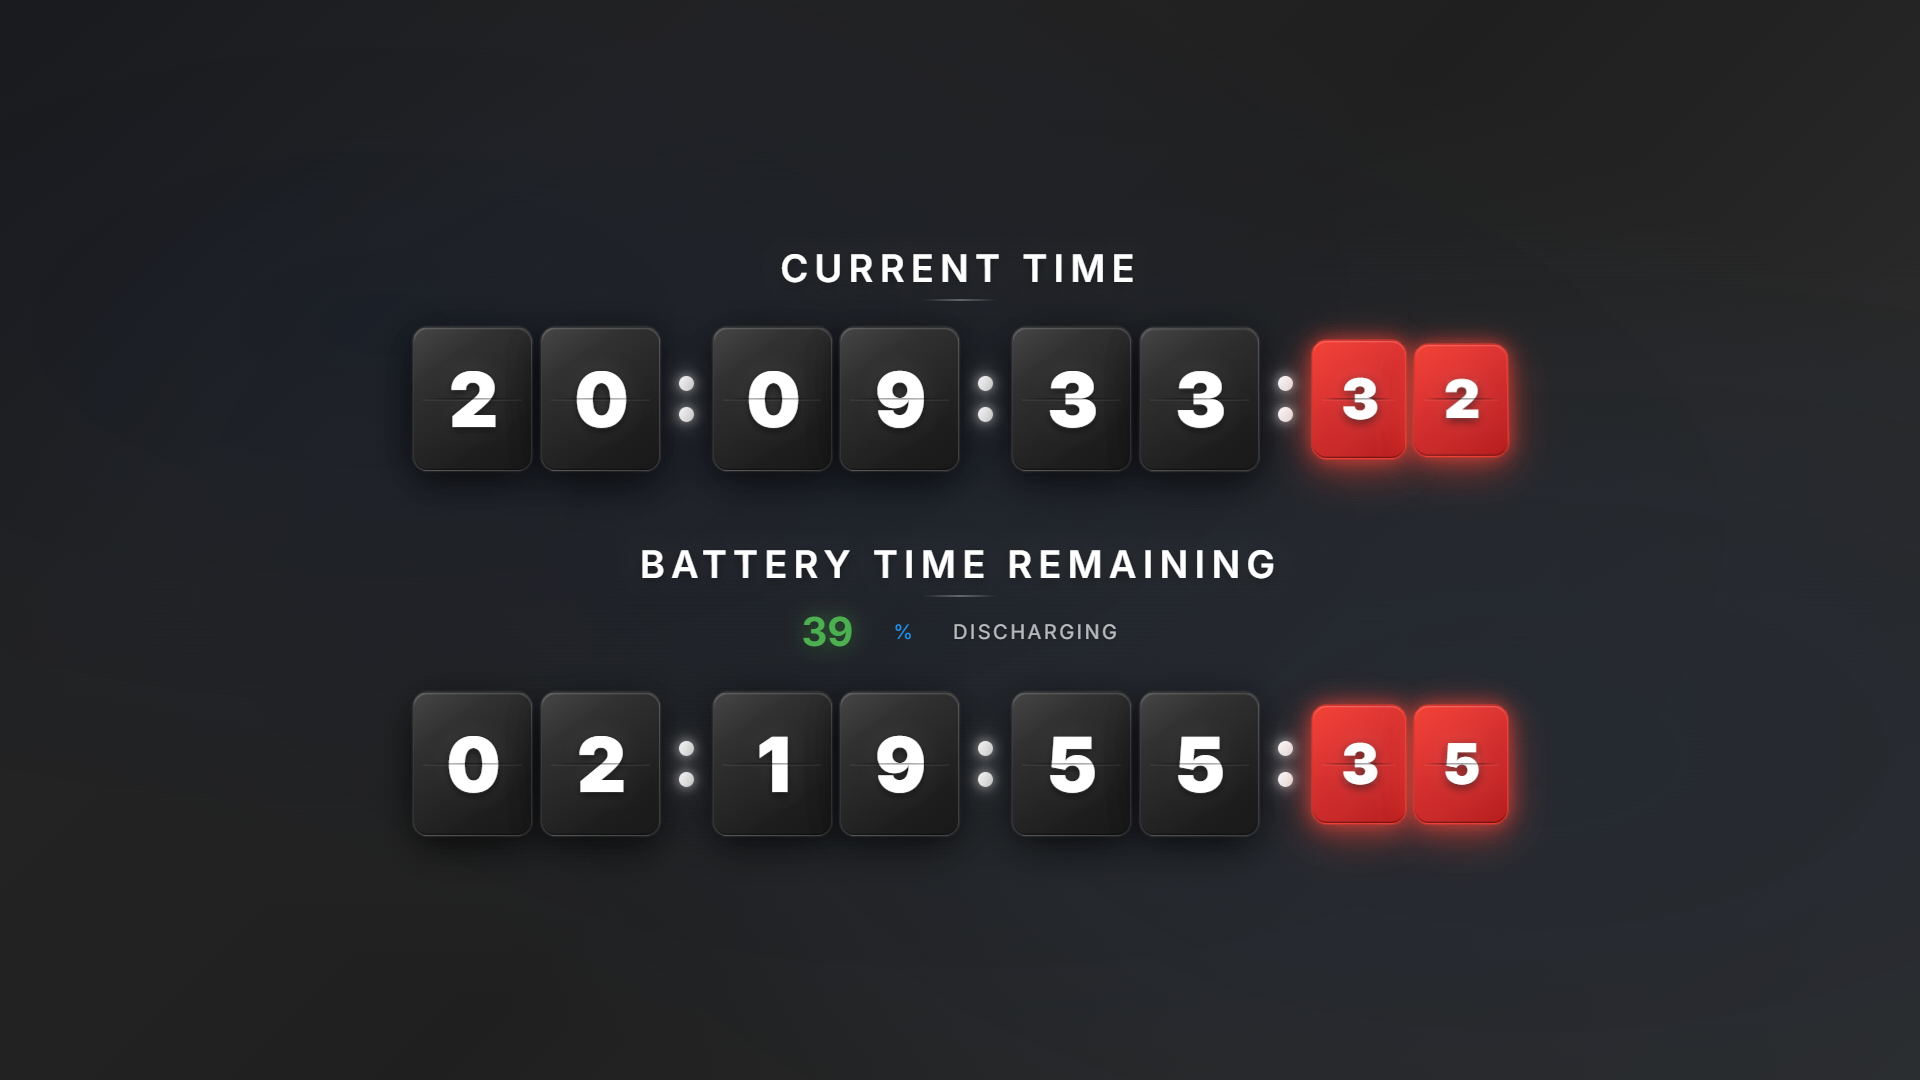 CURRENT TIME
20:09:33:32
BATTERY TIME REMAINING
39 % DISCHARGING
02:19:55:35